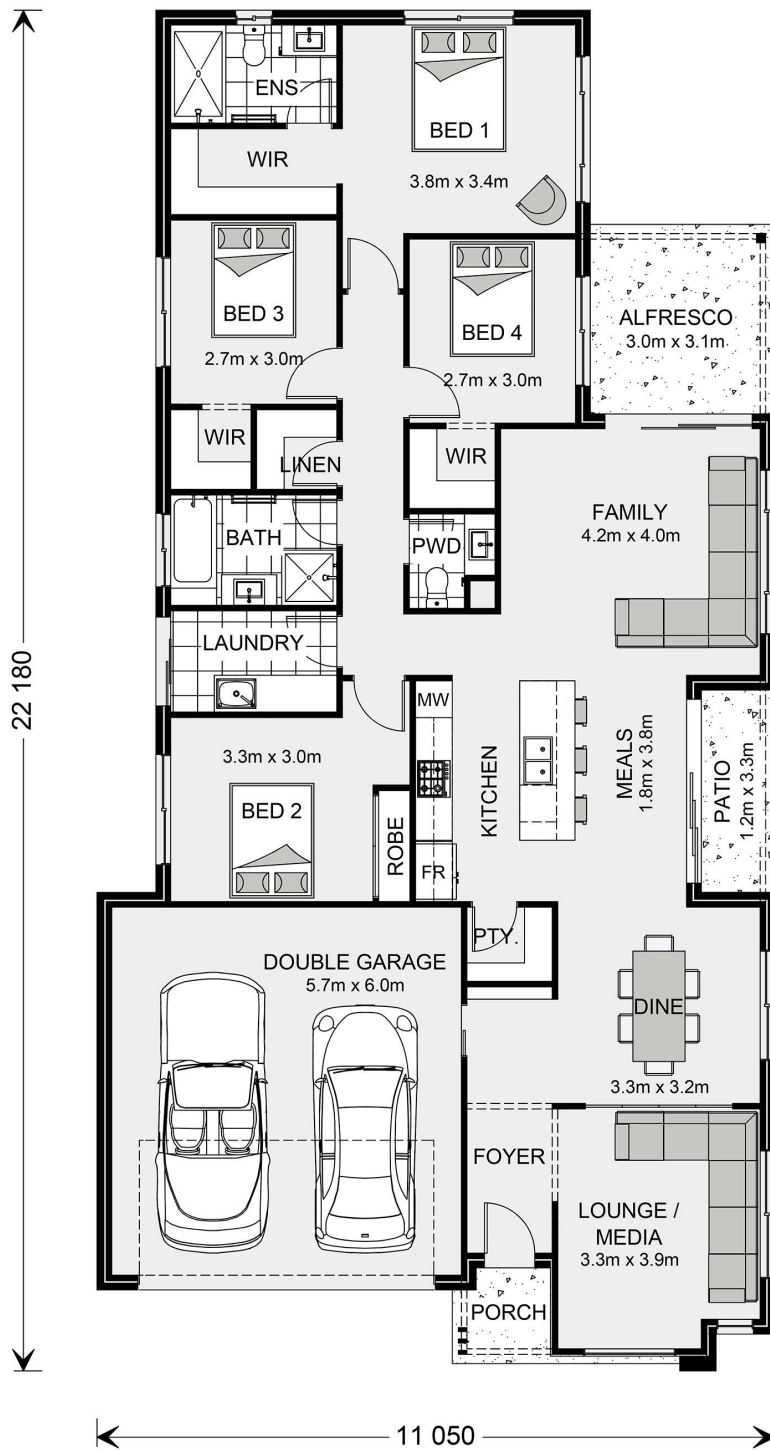 ENS
BED 1
3.8m x 3.4m
WIR
BED 3
2.7m x 3.0m
BED 4
2.7m x 3.0m
ALFRESCO
3.0m x 3.1m
WIR
LINEN
WIR
FAMILY
4.2m x 4.0m
BATH
PWD
LAUNDRY
22 180
MW
3.3m x 3.0m
BED 2
ROBE
KITCHEN
MEALS
1.8m x 3.8m
PATIO
1.2m x 3.3m
FR
PTY.
DOUBLE GARAGE
5.7m x 6.0m
DINE
3.3m x 3.2m
FOYER
LOUNGE /
MEDIA
3.3m x 3.9m
PORCH
11 050